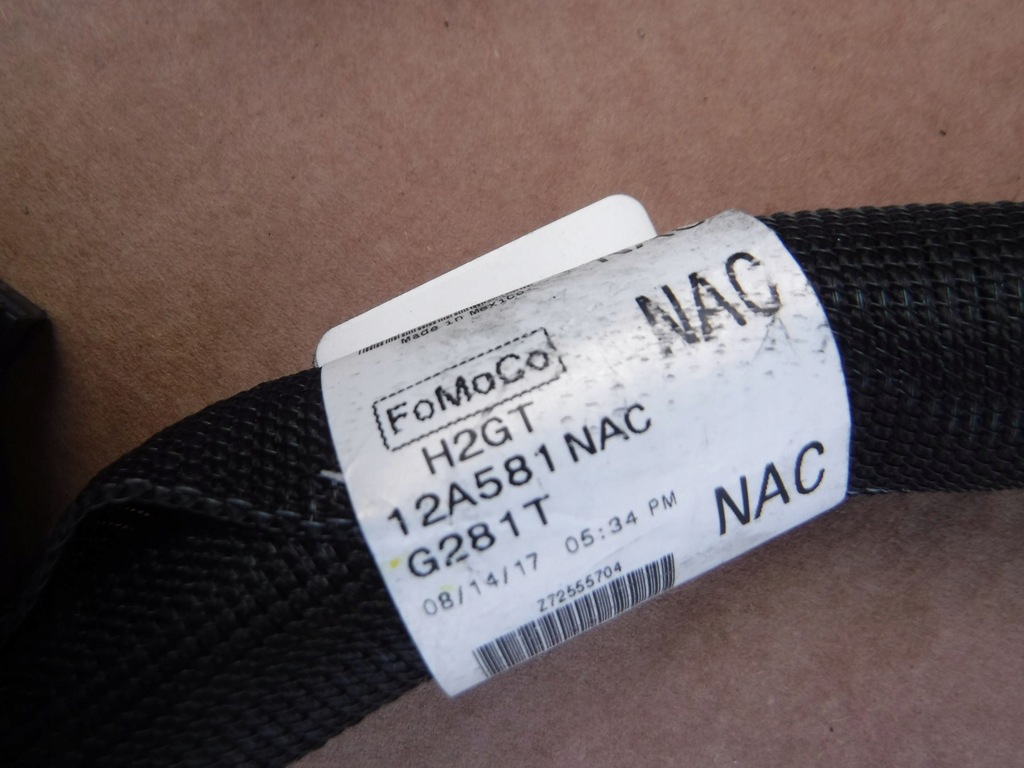 Made in Mexico
NAC
FoMoCo
H2GT
12A581 NAC
G281T
08/14/17 05:34 PM
NAC
Z72555704